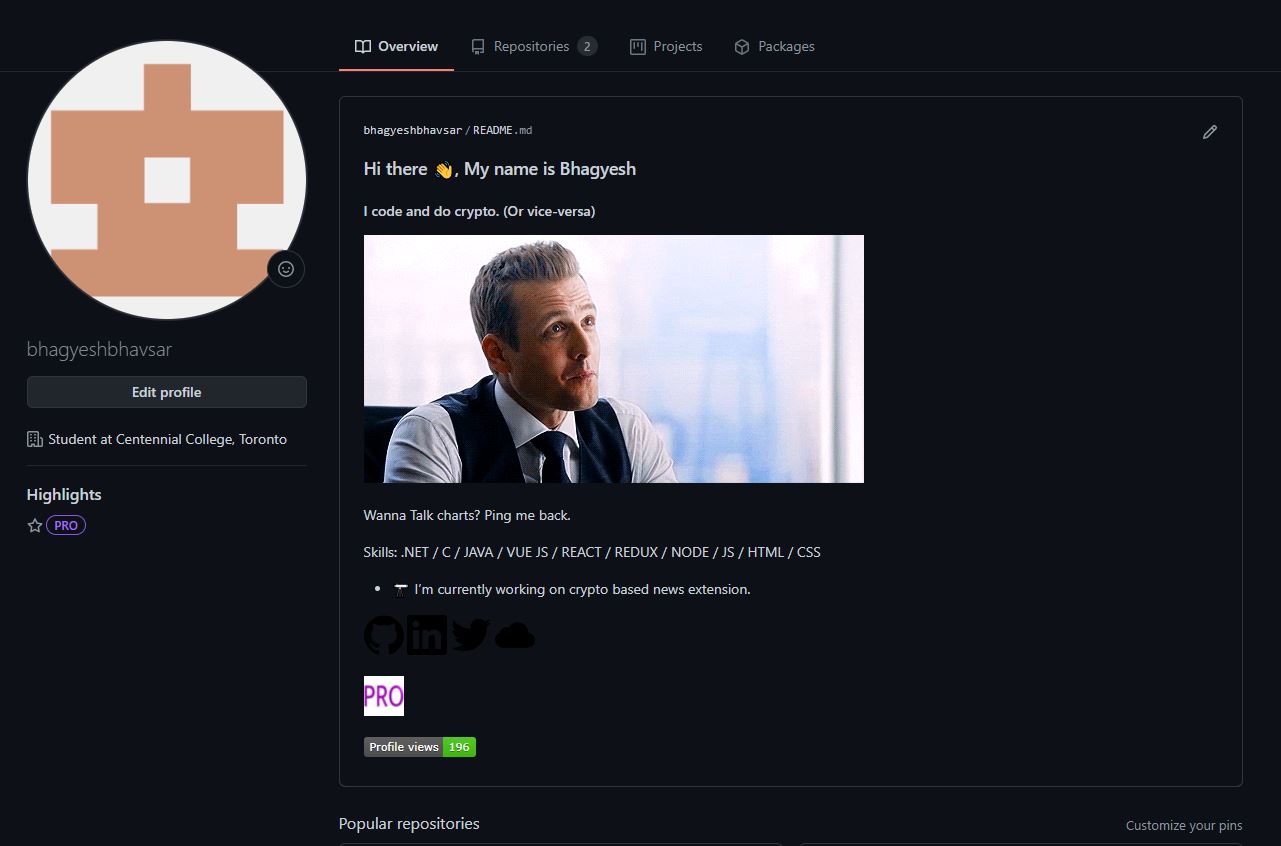 Overview
Repositories 2
Projects
Packages
bhagyeshbhavsar
Edit profile
Student at Centennial College, Toronto
Highlights
PRO
bhagyeshbhavsar / README.md
Hi there 👋, My name is Bhagyesh
I code and do crypto. (Or vice-versa)
Wanna Talk charts? Ping me back.
Skills: .NET / C / JAVA / VUE JS / REACT / REDUX / NODE / JS / HTML / CSS
• 🔭 I’m currently working on crypto based news extension.
in
PRO
Profile views 196
Popular repositories
Customize your pins